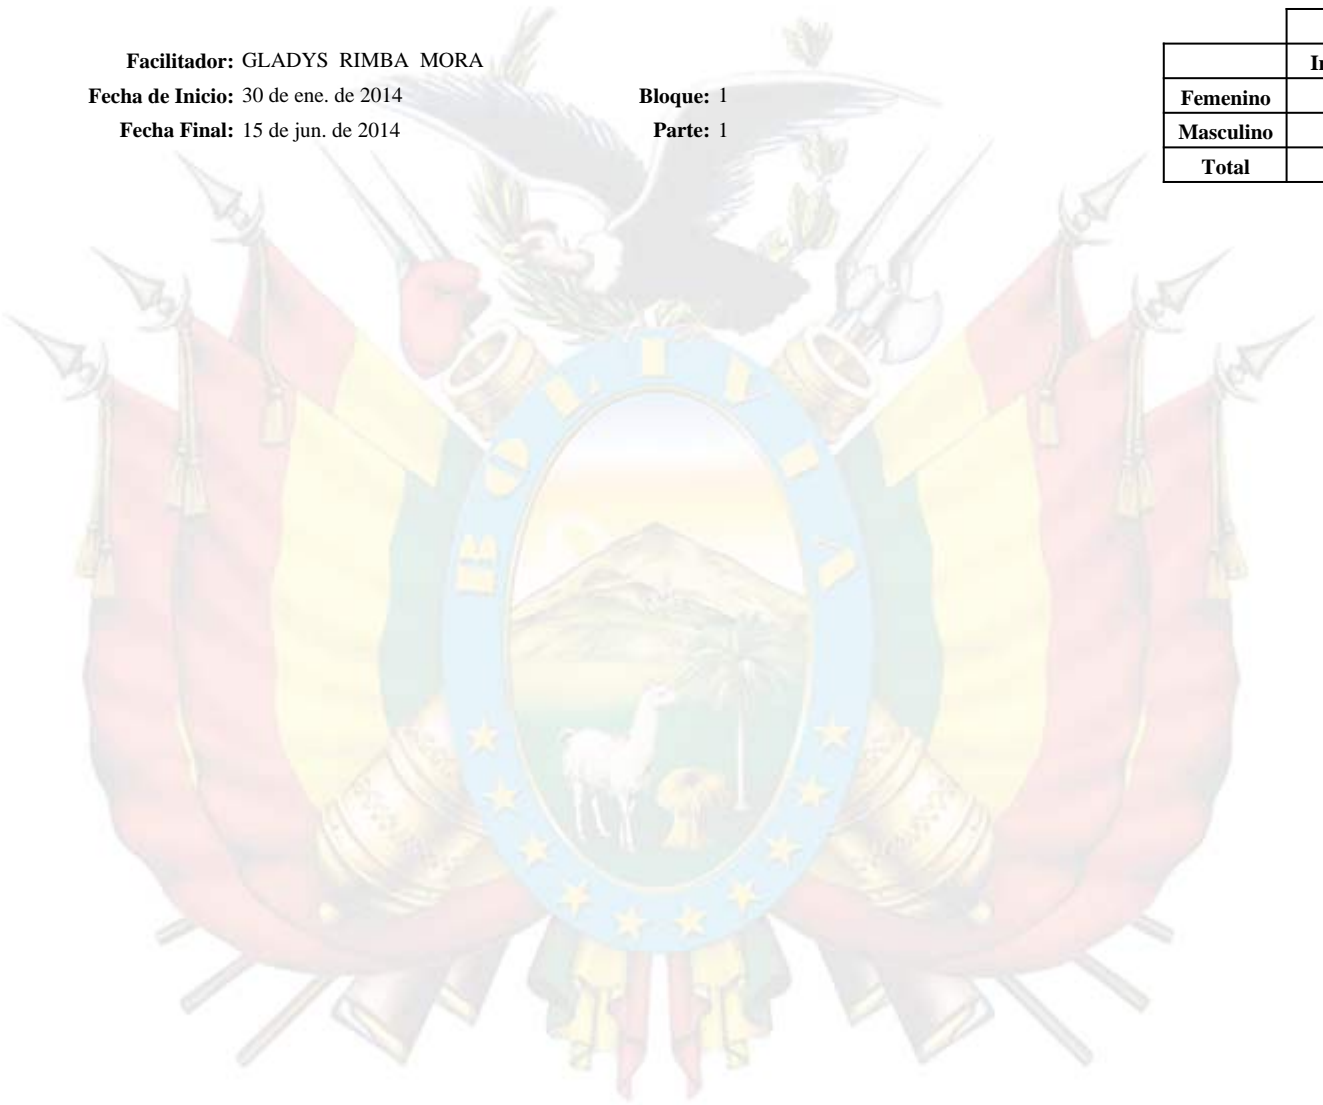 Facilitador: GLADYS RIMBA MORA
Fecha de Inicio: 30 de ene. de 2014 Bloque: 1
Fecha Final: 15 de jun. de 2014 Parte: 1
Femenino
Masculino
Total
BOLIVIA